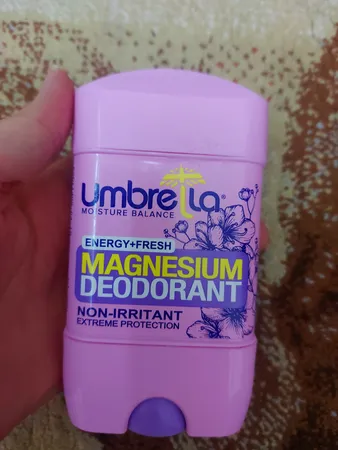 Umbrella®
MOISTURE BALANCE
ENERGY+FRESH
MAGNESIUM
DEODORANT
NON-IRRITANT
EXTREME PROTECTION